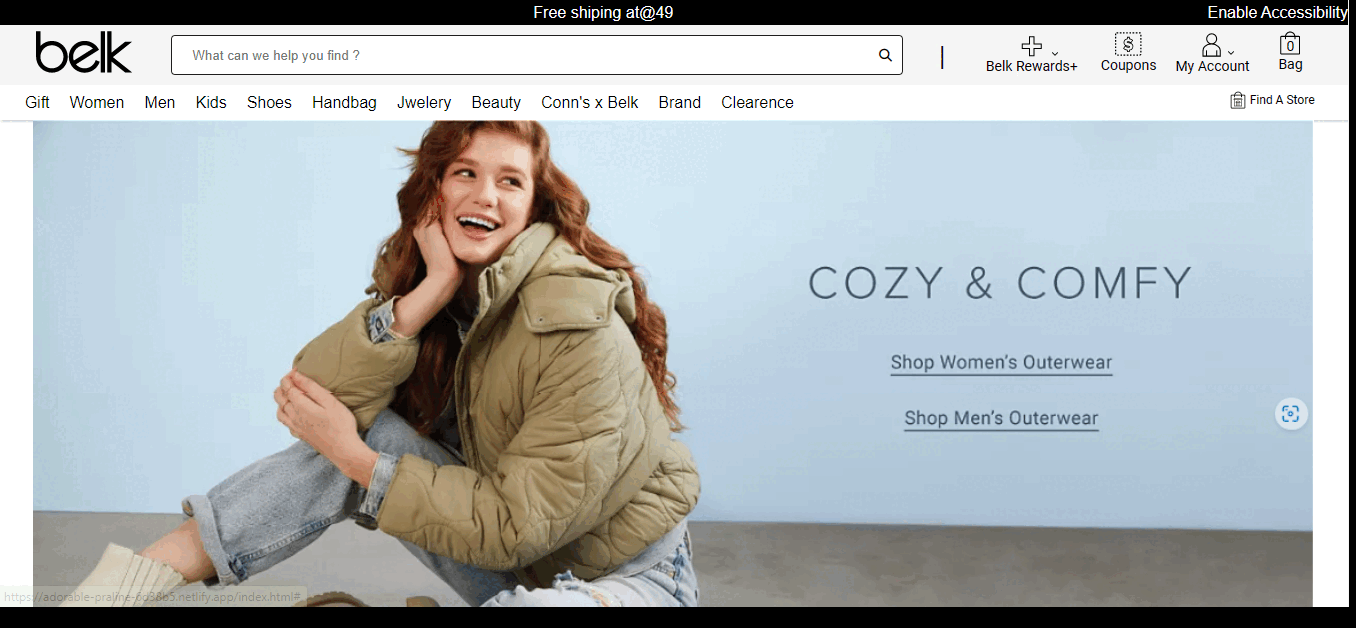 Free shiping at@49
Enable Accessibility
belk
What can we help you find ?
Belk Rewards+
$
Coupons
My Account
0
Bag
Gift Women Men Kids Shoes Handbag Jwelery Beauty Conn's x Belk Brand Clearence
Find A Store
COZY & COMFY
Shop Women's Outerwear
Shop Men's Outerwear
https://adorable-praline-6d38b5.netlify.app/index.html#